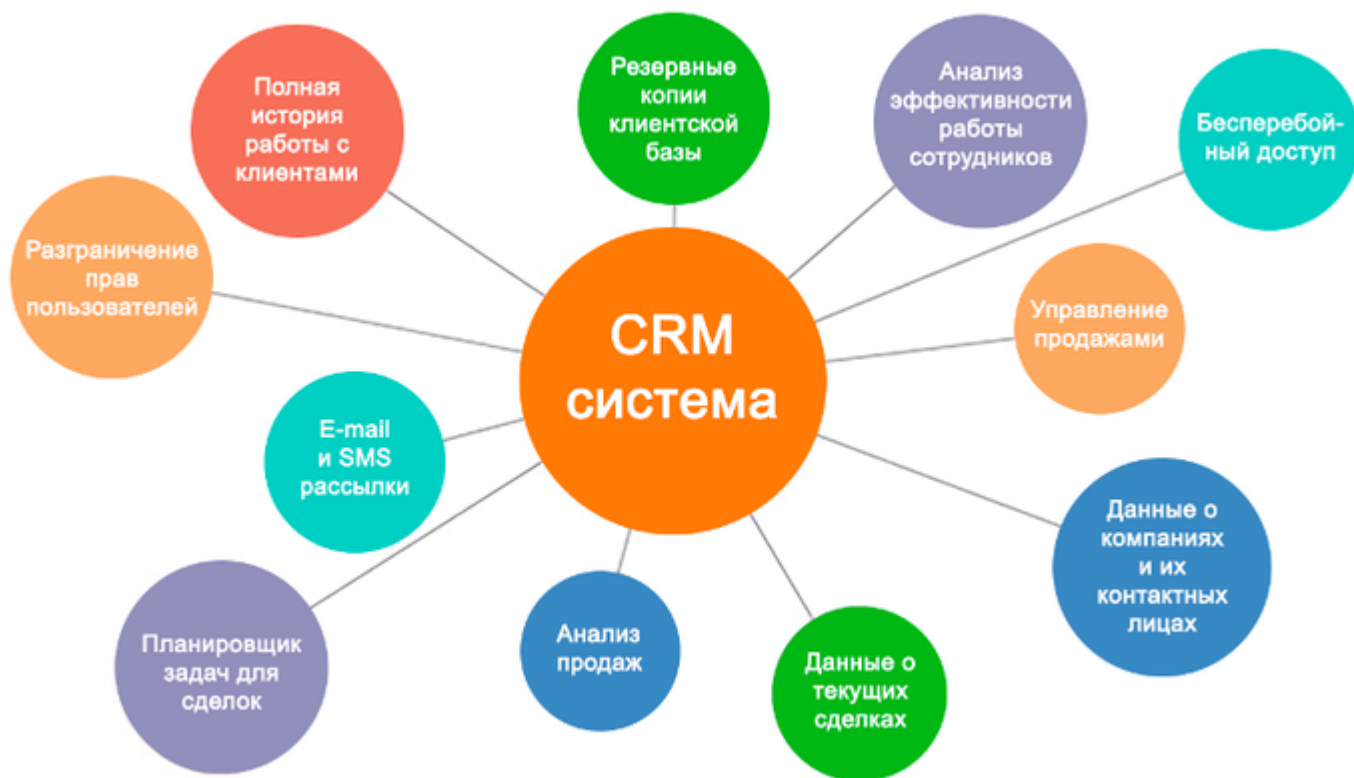 Полная
история
работы с
клиентами
Резервные
копии
клиентской
базы
Анализ
эффективности
работы
сотрудников
Бесперебой-
ный доступ
Разграничение
прав
пользователей
CRM
система
Управление
продажами
E-mail
и SMS
рассылки
Данные о
компаниях
и их
контактных
лицах
Планировщик
задач для
сделок
Анализ
продаж
Данные о
текущих
сделках